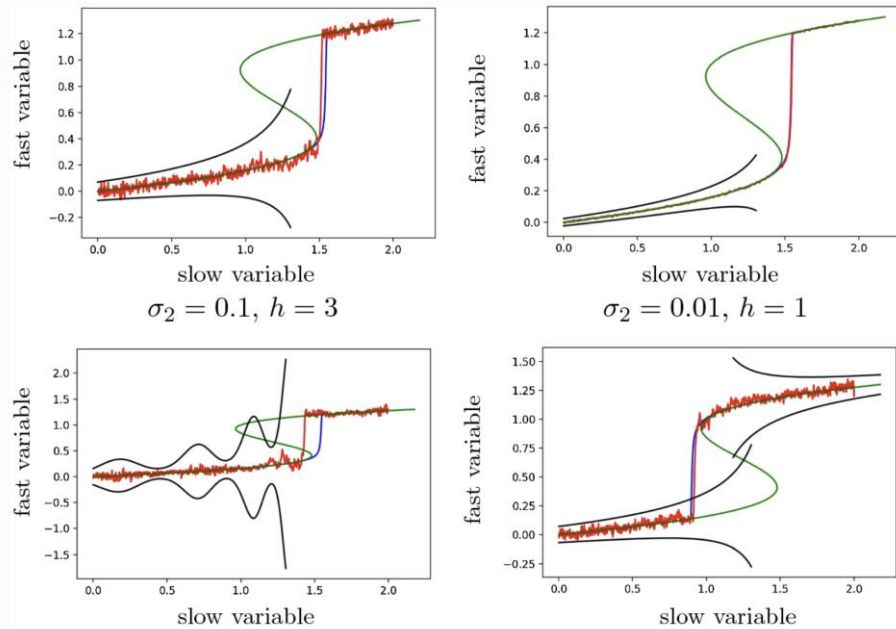 1.2
1.0
0.8
0.6
0.4
0.2
0.0
−0.2
fast variable
0.0 0.5 1.0 1.5 2.0
slow variable
1.2
1.0
0.8
0.6
0.4
0.2
0.0
fast variable
0.0 0.5 1.0 1.5 2.0
slow variable
σ₂ = 0.1, h = 3
σ₂ = 0.01, h = 1
2.0
1.5
1.0
0.5
0.0
−0.5
−1.0
−1.5
fast variable
0.0 0.5 1.0 1.5 2.0
slow variable
1.50
1.25
1.00
0.75
0.50
0.25
0.00
−0.25
fast variable
0.0 0.5 1.0 1.5 2.0
slow variable